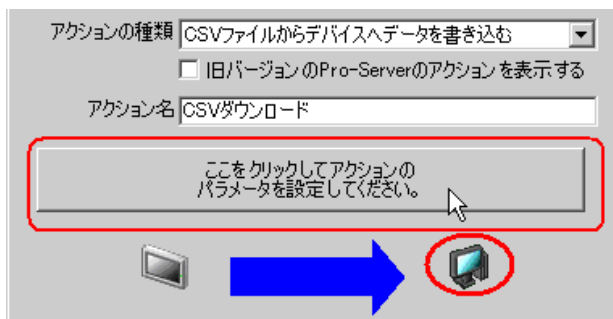 アクションの種類 CSVファイルからデバイスへデータを書き込む
旧バージョンのPro-Serverのアクションを表示する
アクション名 CSVダウンロード
ここをクリックしてアクションの
パラメータを設定してください。